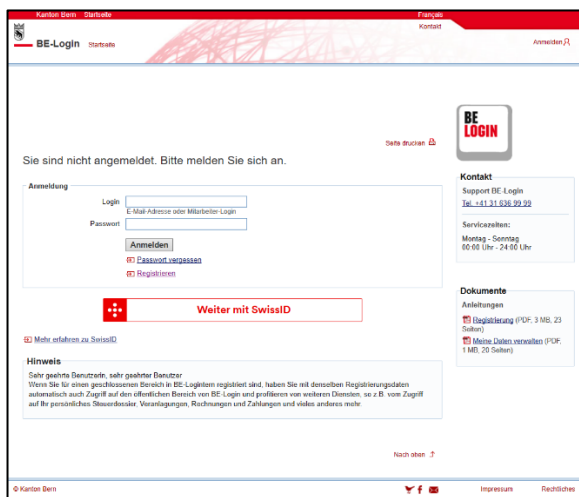 Kanton Bern Startseite Français
Kontakt
BE-Login Startseite Anmelden
Seite drucken
Sie sind nicht angemeldet. Bitte melden Sie sich an.
Anmeldung
Login
E-Mail-Adresse oder Mitarbeiter-Login
Passwort
Anmelden
Passwort vergessen
Registrieren
Weiter mit SwissID
Mehr erfahren zu SwissID
Hinweis
Sehr geehrte Benutzerin, sehr geehrter Benutzer
Wenn Sie für einen geschlossenen Bereich in BE-Logintern registriert sind, haben Sie mit denselben Registrierungsdaten
automatisch auch Zugriff auf den öffentlichen Bereich von BE-Login und profitieren von weiteren Diensten, so z.B. vom Zugriff
auf Ihr persönliches Steuerdossier, Veranlagungen, Rechnungen und Zahlungen und vieles anderes mehr.
Nach oben
BE
LOGIN
Kontakt
Support BE-Login
Tel. +41 31 636 99 99
Servicezeiten:
Montag - Sonntag
00:00 Uhr - 24:00 Uhr
Dokumente
Anleitungen
Registrierung (PDF, 3 MB, 23
Seiten)
Meine Daten verwalten (PDF,
1 MB, 20 Seiten)
© Kanton Bern Impressum Rechtliches